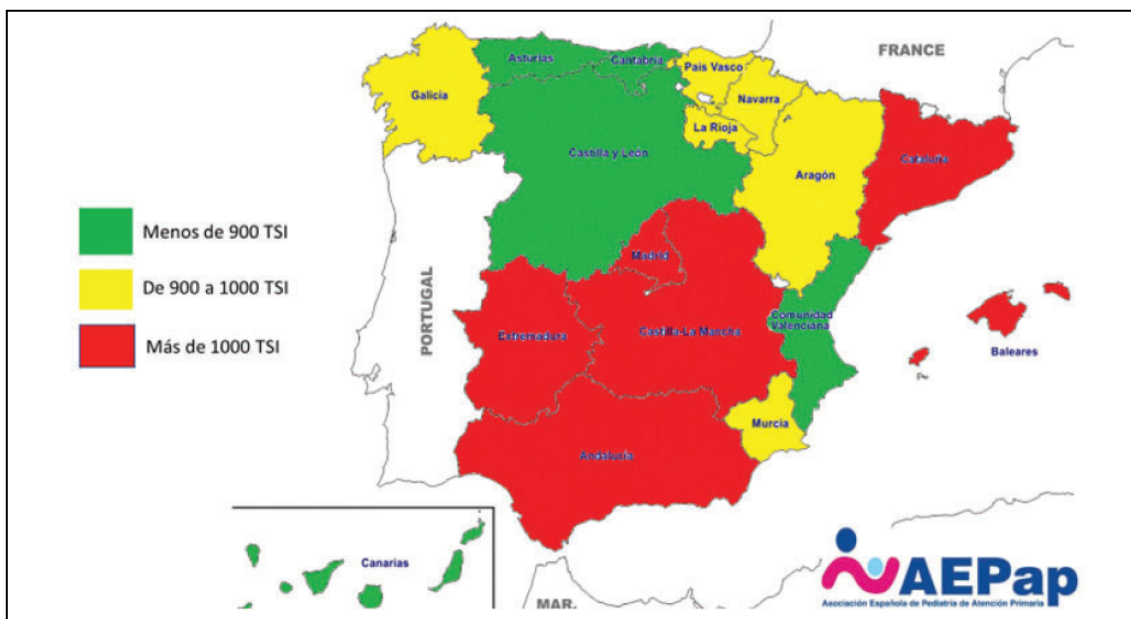 FRANCE
Asturias
Cantabria
País Vasco
Galicia
Navarra
La Rioja
Castilla y León
Cataluña
Aragón
Menos de 900 TSI
De 900 a 1000 TSI
Más de 1000 TSI
Madrid
PORTUGAL
Comunidad
Valenciana
Extremadura
Castilla-La Mancha
Baleares
Murcia
Andalucía
Canarias
MAR.
AEPap
Asociación Española de Pediatría de Atención Primaria